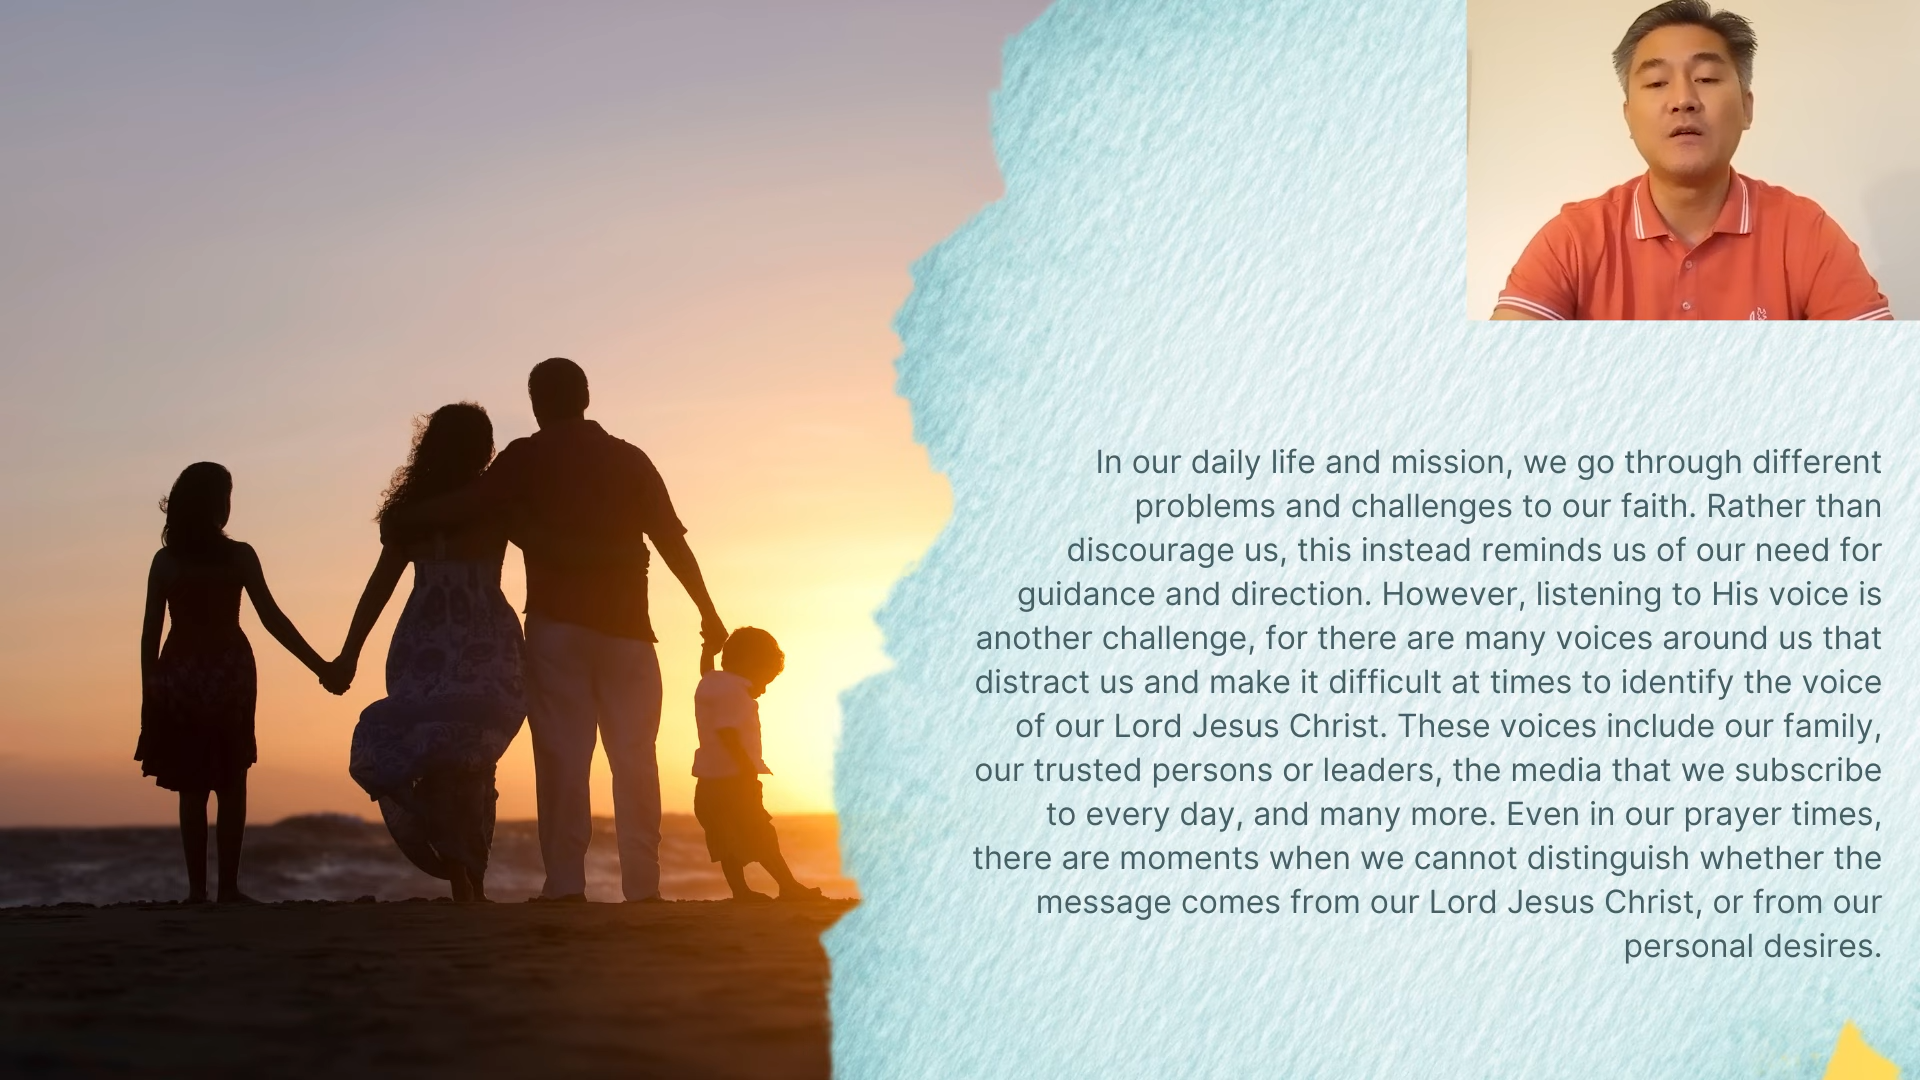 In our daily life and mission, we go through different
problems and challenges to our faith. Rather than
discourage us, this instead reminds us of our need for
guidance and direction. However, listening to His voice is
another challenge, for there are many voices around us that
distract us and make it difficult at times to identify the voice
of our Lord Jesus Christ. These voices include our family,
our trusted persons or leaders, the media that we subscribe
to every day, and many more. Even in our prayer times,
there are moments when we cannot distinguish whether the
message comes from our Lord Jesus Christ, or from our
personal desires.